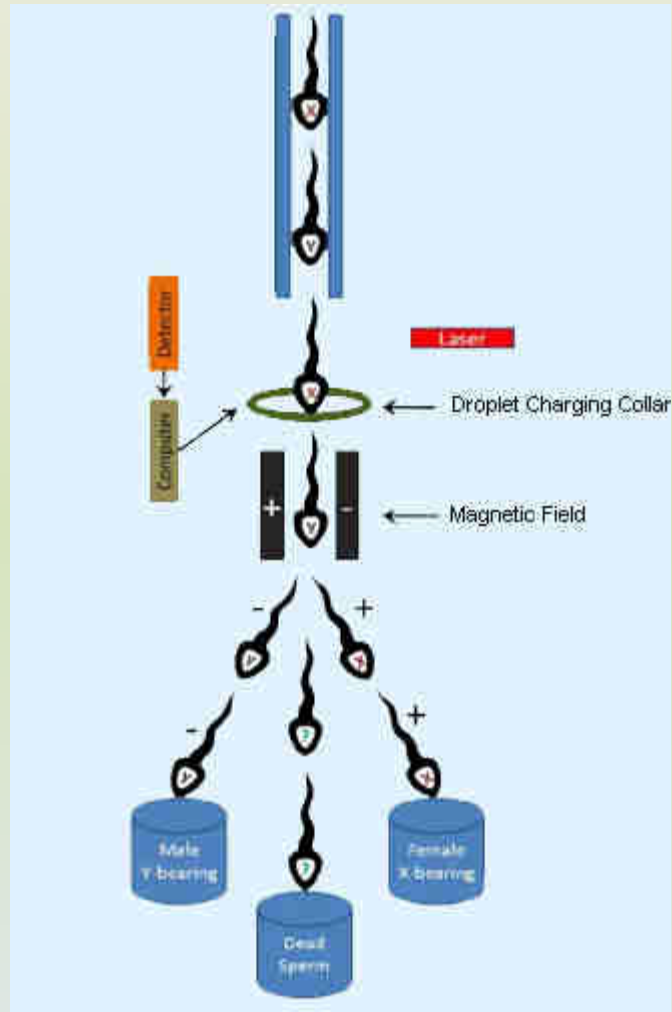 X
Y
Laser
Detector
X
Droplet Charging Collar
Computer
+ -
Y
Magnetic Field
- +
Y X
?
- +
Y X
Male
Y-bearing
Female
X-bearing
?
Dead
Sperm